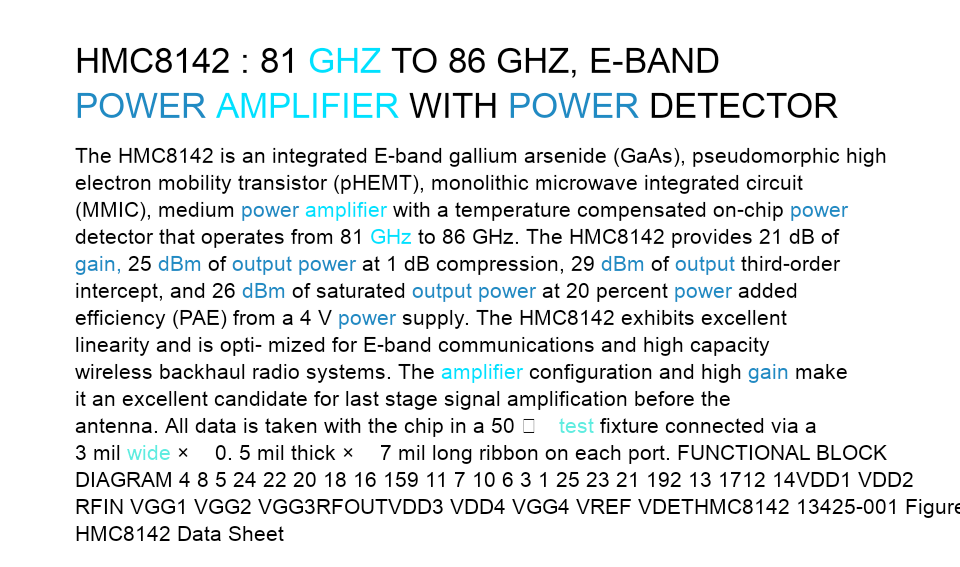 HMC8142 : 81 GHZ TO 86 GHZ, E-BAND
POWER AMPLIFIER WITH POWER DETECTOR
The HMC8142 is an integrated E-band gallium arsenide (GaAs), pseudomorphic high
electron mobility transistor (pHEMT), monolithic microwave integrated circuit
(MMIC), medium power amplifier with a temperature compensated on-chip power
detector that operates from 81 GHz to 86 GHz. The HMC8142 provides 21 dB of
gain, 25 dBm of output power at 1 dB compression, 29 dBm of output third-order
intercept, and 26 dBm of saturated output power at 20 percent power added
efficiency (PAE) from a 4 V power supply. The HMC8142 exhibits excellent
linearity and is opti- mized for E-band communications and high capacity
wireless backhaul radio systems. The amplifier configuration and high gain make
it an excellent candidate for last stage signal amplification before the
antenna. All data is taken with the chip in a 50 □ test fixture connected via a
3 mil wide × 0. 5 mil thick × 7 mil long ribbon on each port. FUNCTIONAL BLOCK
DIAGRAM 4 8 5 24 22 20 18 16 159 11 7 10 6 3 1 25 23 21 192 13 1712 14VDD1 VDD2
RFIN VGG1 VGG2 VGG3RFOUTVDD3 VDD4 VGG4 VREF VDETHMC8142 13425-001 Figure
HMC8142 Data Sheet